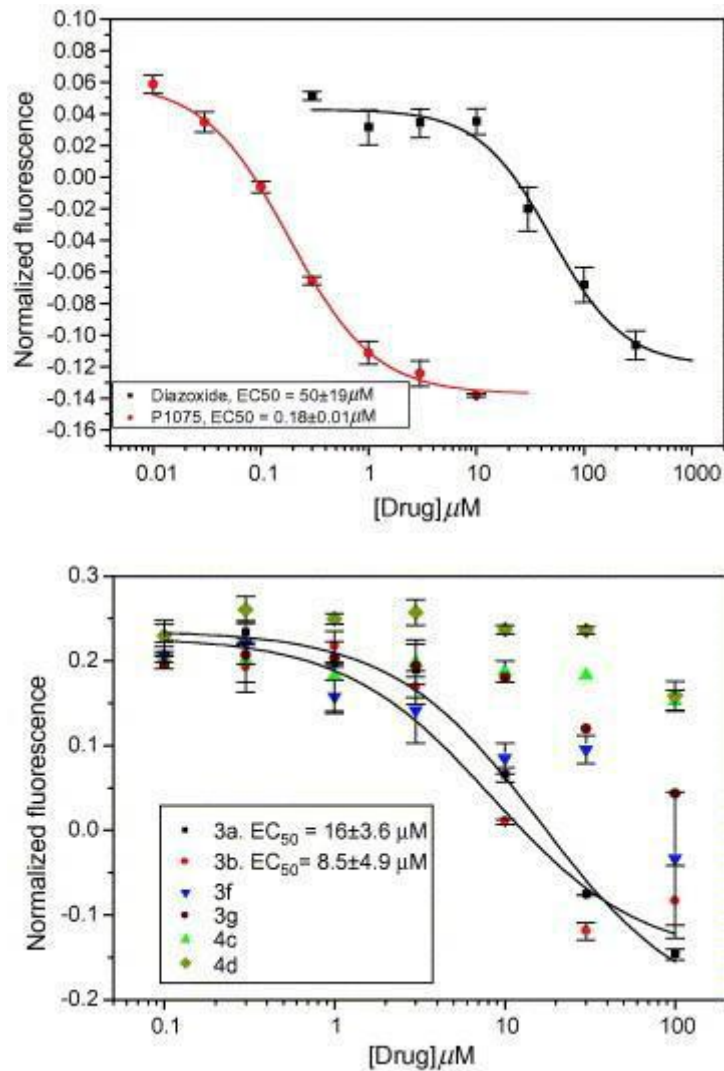 0.10
0.08
0.06
0.04
0.02
0.00
-0.02
-0.04
-0.06
-0.08
-0.10
-0.12
-0.14
-0.16
Normalized fluorescence
Diazoxide, EC50 = 50±19μM
P1075, EC50 = 0.18±0.01μM
0.01 0.1 1 10 100 1000
[Drug]μM
0.3
0.2
0.1
0.0
-0.1
-0.2
Normalized fluorescence
3a. EC50 = 16±3.6 μM
3b. EC50= 8.5±4.9 μM
3f
3g
4c
4d
0.1 1 10 100
[Drug]μM